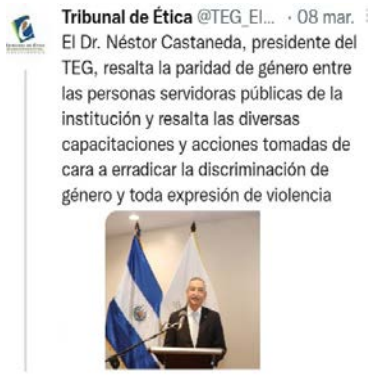 Tribunal de Ética @TEG_El... · 08 mar.
El Dr. Néstor Castaneda, presidente del
TEG, resalta la paridad de género entre
las personas servidoras públicas de la
institución y resalta las diversas
capacitaciones y acciones tomadas de
cara a erradicar la discriminación de
género y toda expresión de violencia